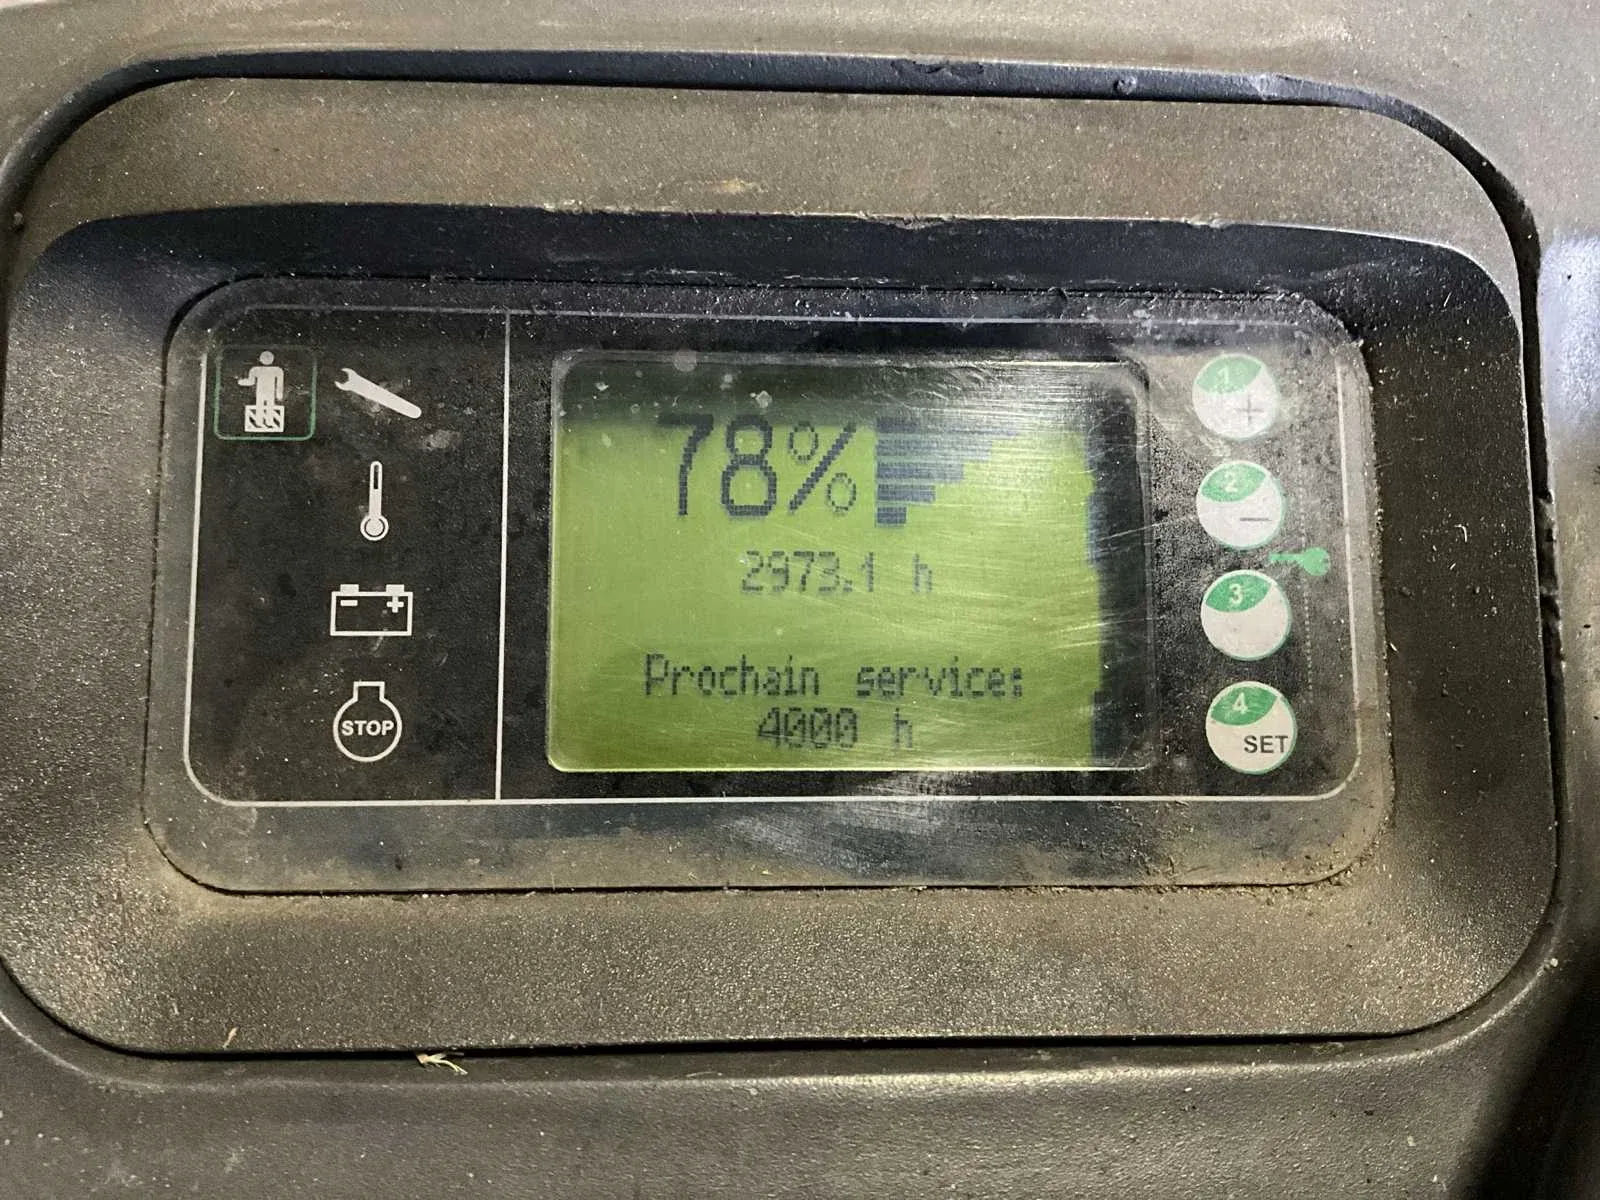 78%
2973.1 h
Prochain service:
4000 h
STOP
1
+
2
−
3
4
SET